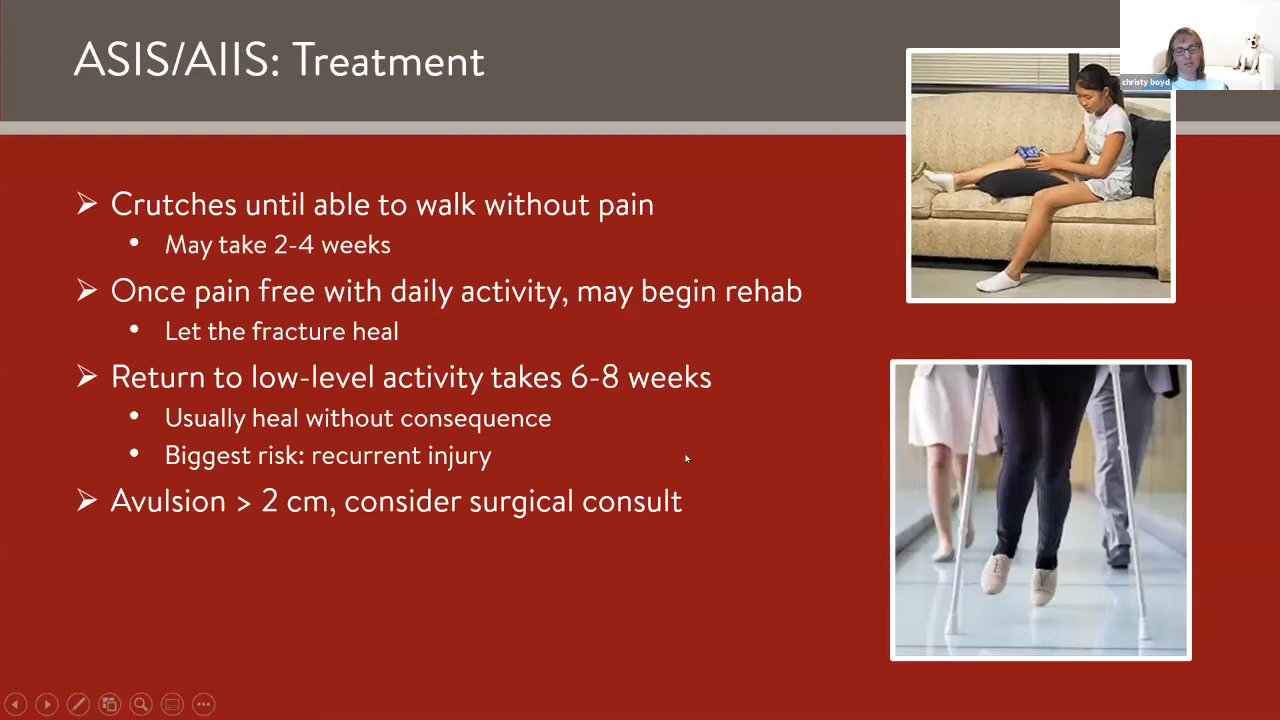 ASIS/AIIS: Treatment
christy boyd
Crutches until able to walk without pain
May take 2-4 weeks
Once pain free with daily activity, may begin rehab
Let the fracture heal
Return to low-level activity takes 6-8 weeks
Usually heal without consequence
Biggest risk: recurrent injury
Avulsion > 2 cm, consider surgical consult